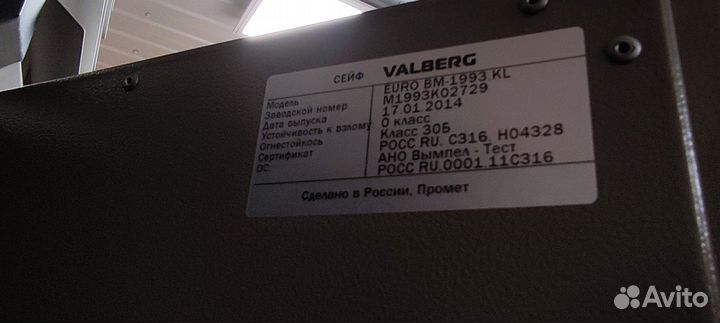 СЕЙФ VALBERG
Модель EURO BM-1993 KL
Заводской номер M1993K02729
Дата выпуска 17.01.2014
Устойчивость к взлому 0 класс
Огнестойкось Класс 30Б
Сертификат РОСС RU. С316. Н04328
ОС: АНО Вымпел - Тест
РОСС RU.0001.11С316
Сделано в России, Промет
Avito